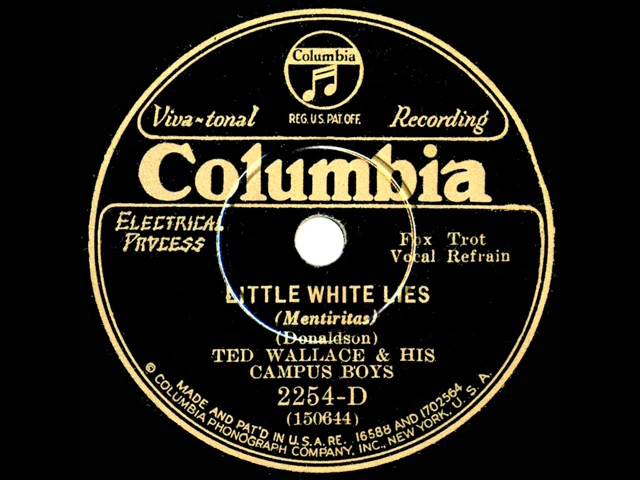 Columbia
REG. U.S. PAT. OFF.
Viva~tonal Recording
Columbia
ELECTRICAL
PROCESS
Fox Trot
Vocal Refrain
LITTLE WHITE LIES
(Mentiritas)
(Donaldson)
TED WALLACE & HIS
CAMPUS BOYS
2254-D
(150644)
MADE AND PAT'D IN U.S.A. RE. 16588 AND 1702564
© COLUMBIA PHONOGRAPH COMPANY, INC., NEW YORK, U.S.A.